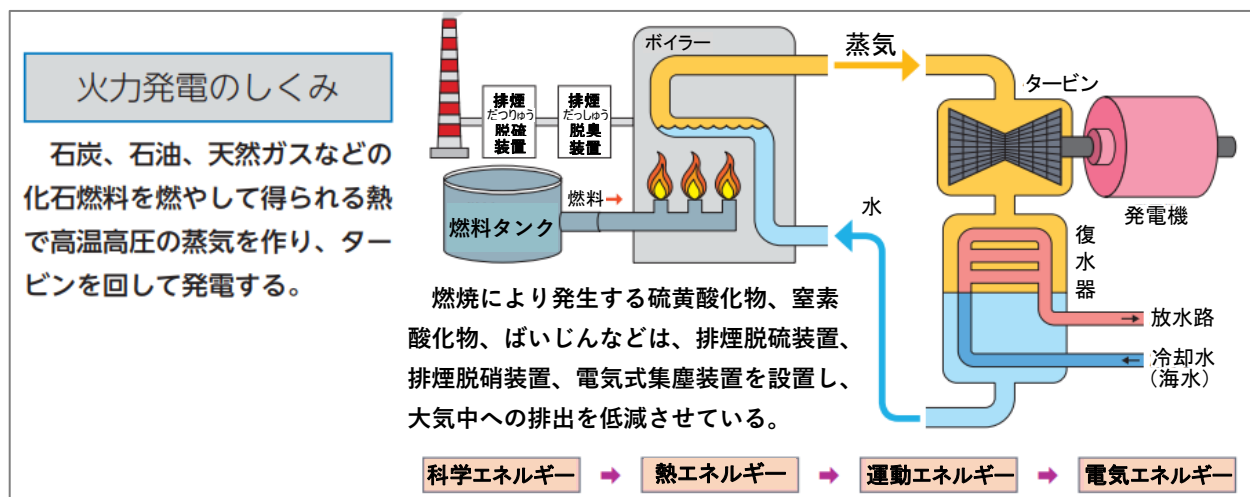 火力発電のしくみ
石炭、石油、天然ガスなどの
化石燃料を燃やして得られる熱
で高温高圧の蒸気を作り、ター
ビンを回して発電する。
ボイラー
蒸気
タービン
排煙
だつりゅう
脱硫
装置
排煙
だっしょう
脱臭
装置
燃料→
燃料タンク
水
発電機
復
水
器
放水路
冷却水
（海水）
燃焼により発生する硫黄酸化物、窒素
酸化物、ばいじんなどは、排煙脱硫装置、
排煙脱硝装置、電気式集塵装置を設置し、
大気中への排出を低減させている。
科学エネルギー ➡ 熱エネルギー ➡ 運動エネルギー ➡ 電気エネルギー